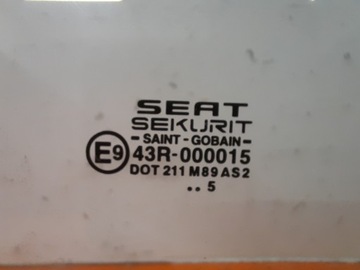 SEAT
SEKURIT
- SAINT - GOBAIN -
E9 43R-000015
DOT 211 M89 AS2
.. 5